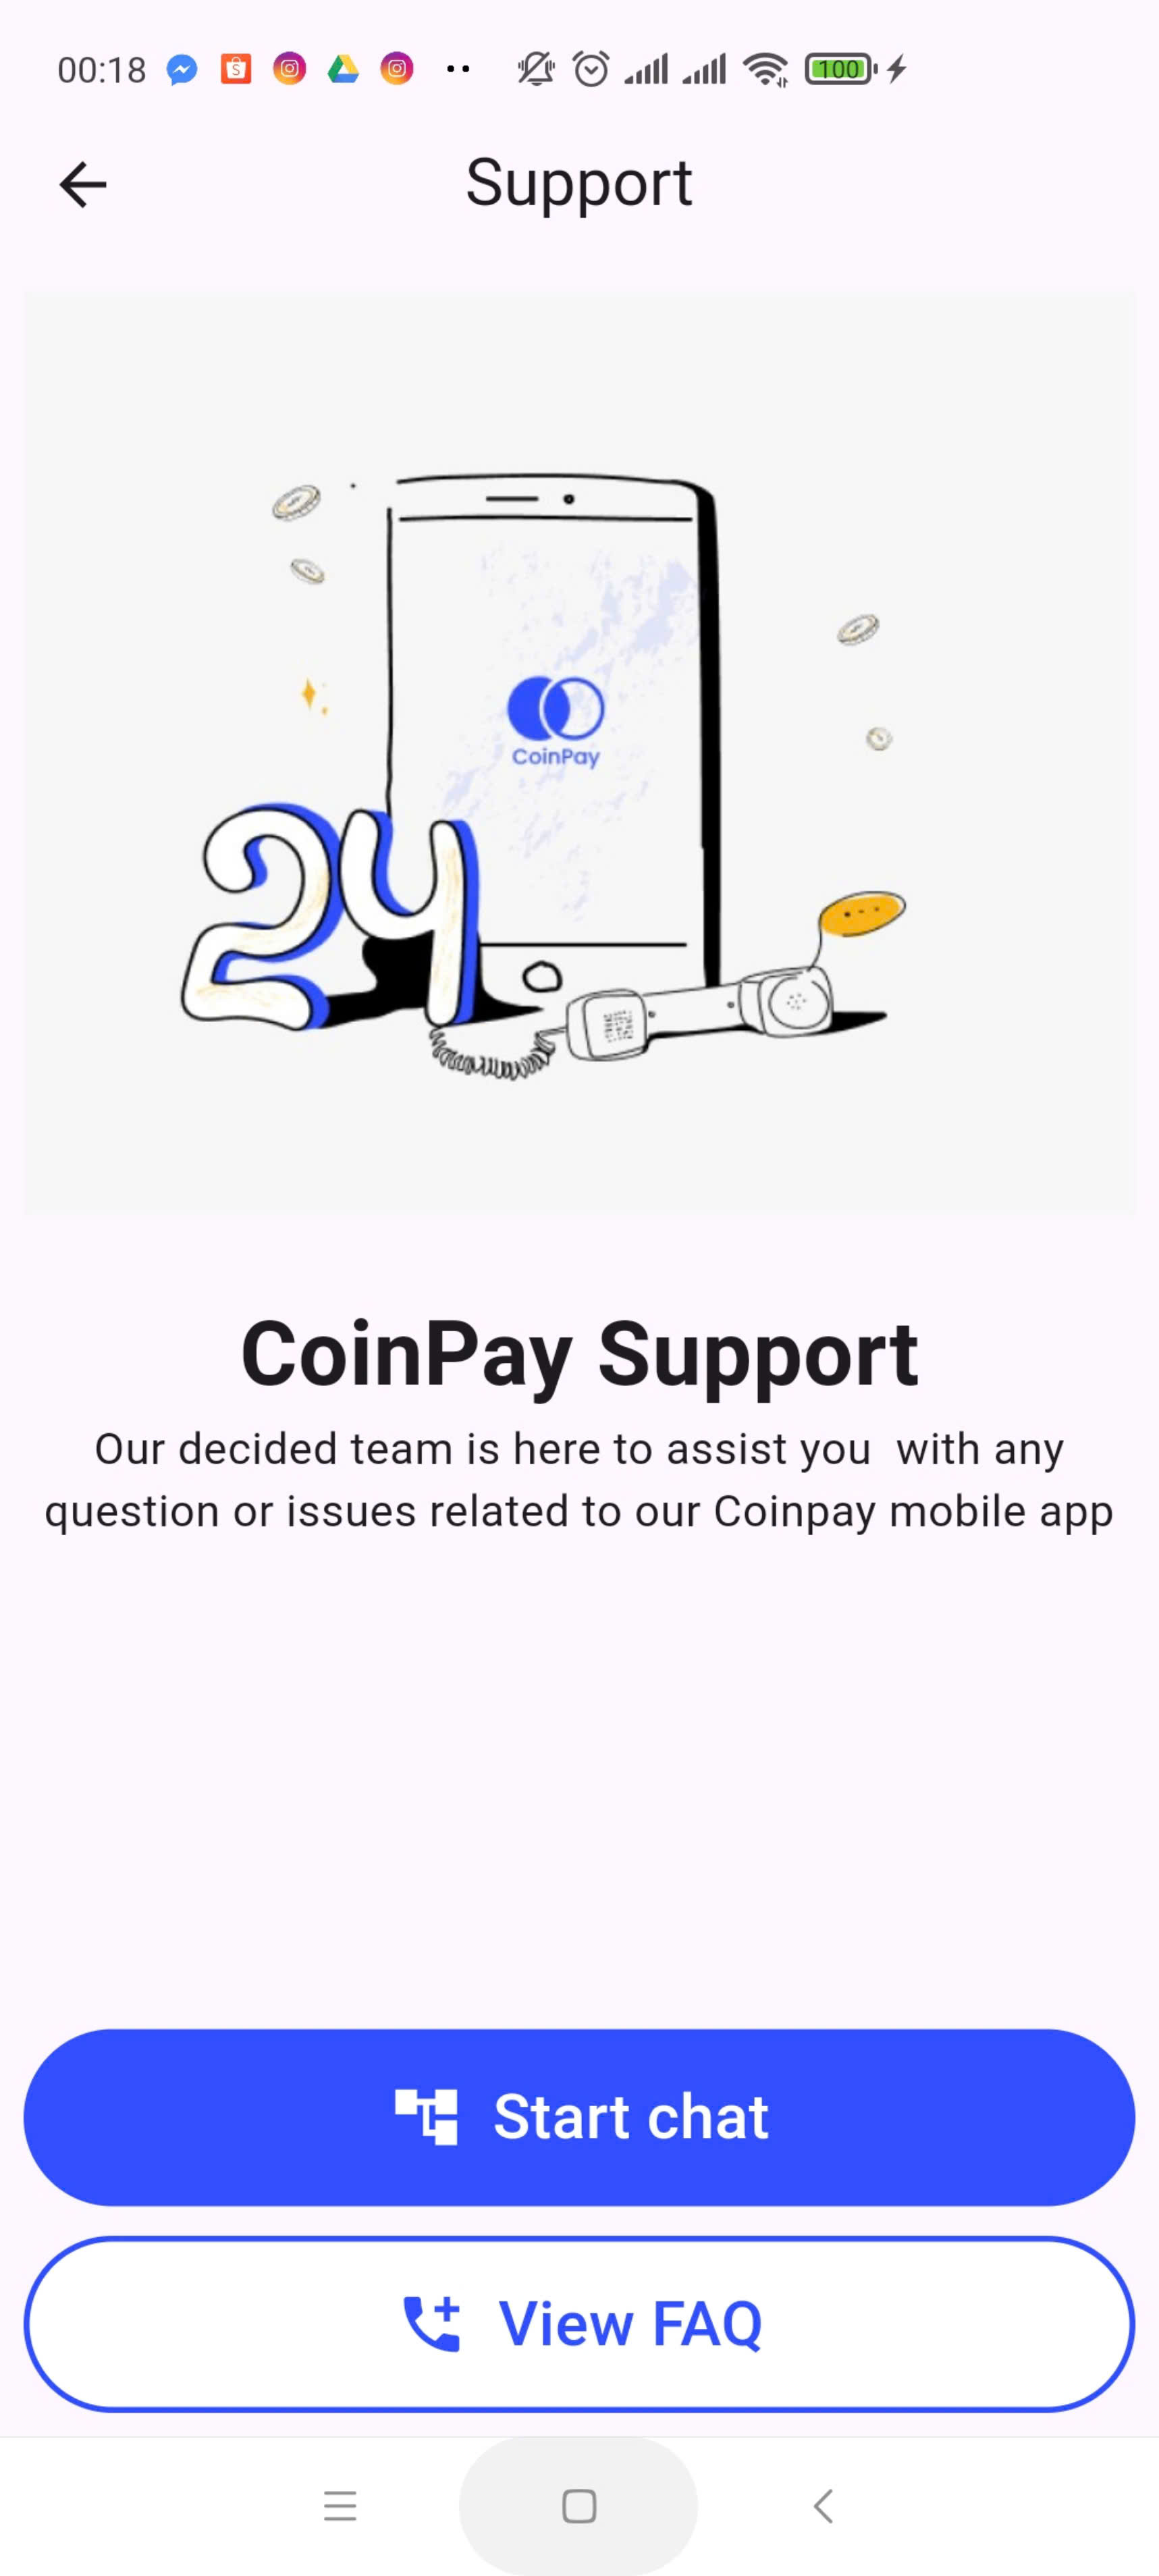 00:18
100
Support
CoinPay
24
CoinPay Support
Our decided team is here to assist you  with any
question or issues related to our Coinpay mobile app
Start chat
View FAQ